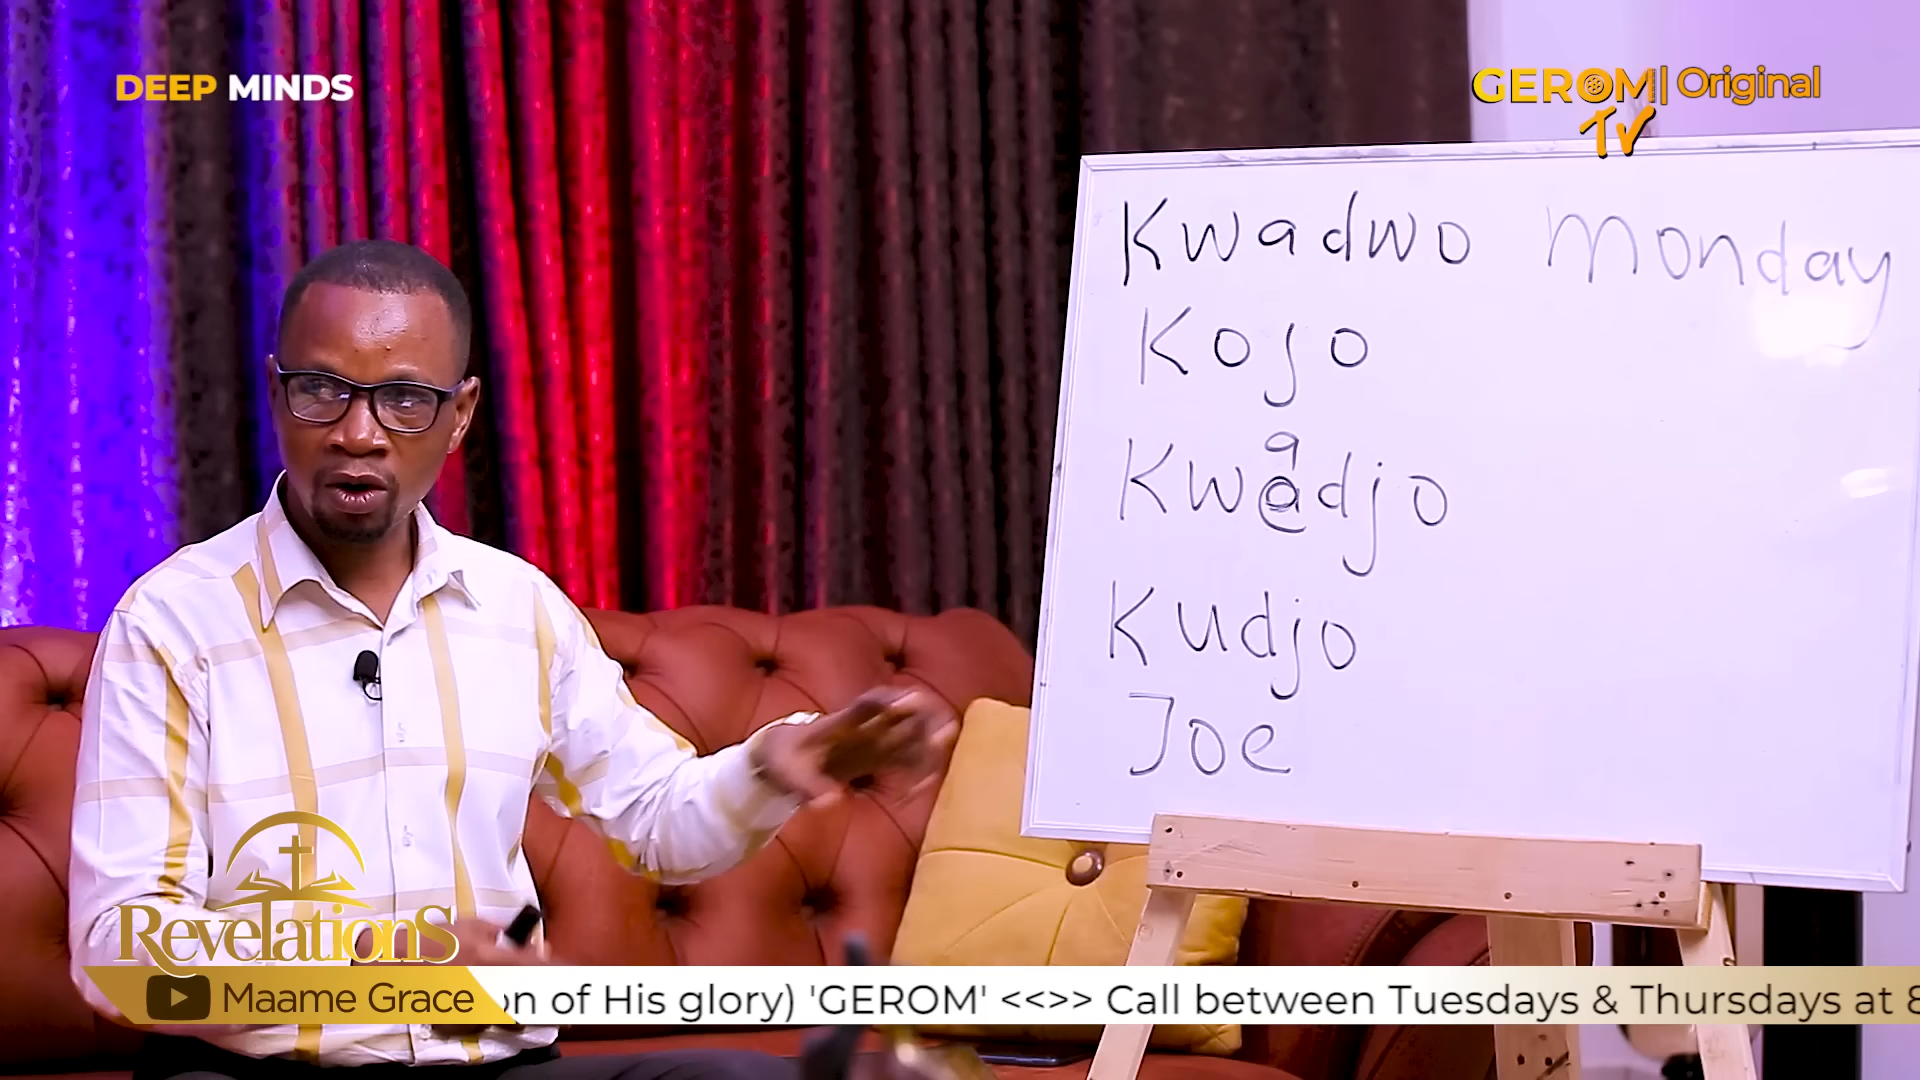 DEEP MINDS
GEROM TV | Original
Kwadwo Monday
Kojo
a
Kwadjo
Kudjo
Joe
Revelations
Maame Grace
on of His glory) 'GEROM' <<>> Call between Tuesdays & Thursdays at 8